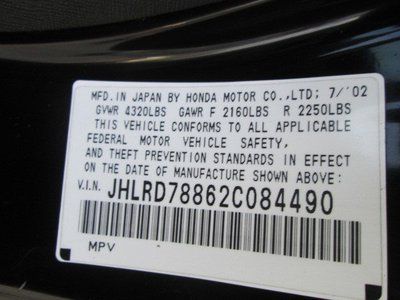 MFD.IN JAPAN BY HONDA MOTOR CO.,LTD; 7/'02
GVWR 4320LBS GAWR F 2160LBS R 2250LBS
THIS VEHICLE CONFORMS TO ALL APPLICABLE
FEDERAL MOTOR VEHICLE SAFETY,
AND THEFT PREVENTION STANDARDS IN EFFECT
ON THE DATE OF MANUFACTURE SHOWN ABOVE:
V.I.N. JHLRD78862C084490
MPV